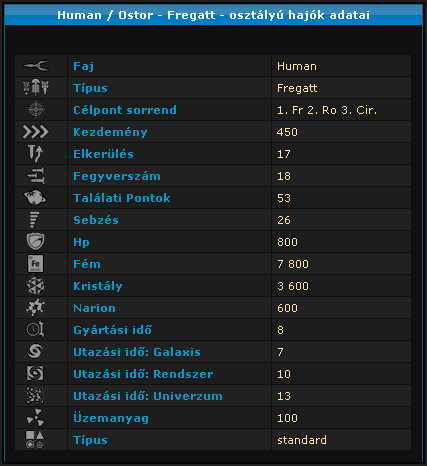 Human / Ostor - Fregatt - osztályú hajók adatai
Faj Human
Típus Fregatt
Célpont sorrend 1. Fr 2. Ro 3. Cir.
Kezdemény 450
Elkerülés 17
Fegyverszám 18
Találati Pontok 53
Sebzés 26
Hp 800
Fe Fém 7 800
Kristály 3 600
Narion 600
Gyártási idő 8
Utazási idő: Galaxis 7
Utazási idő: Rendszer 10
Utazási idő: Univerzum 13
Üzemanyag 100
Típus standard